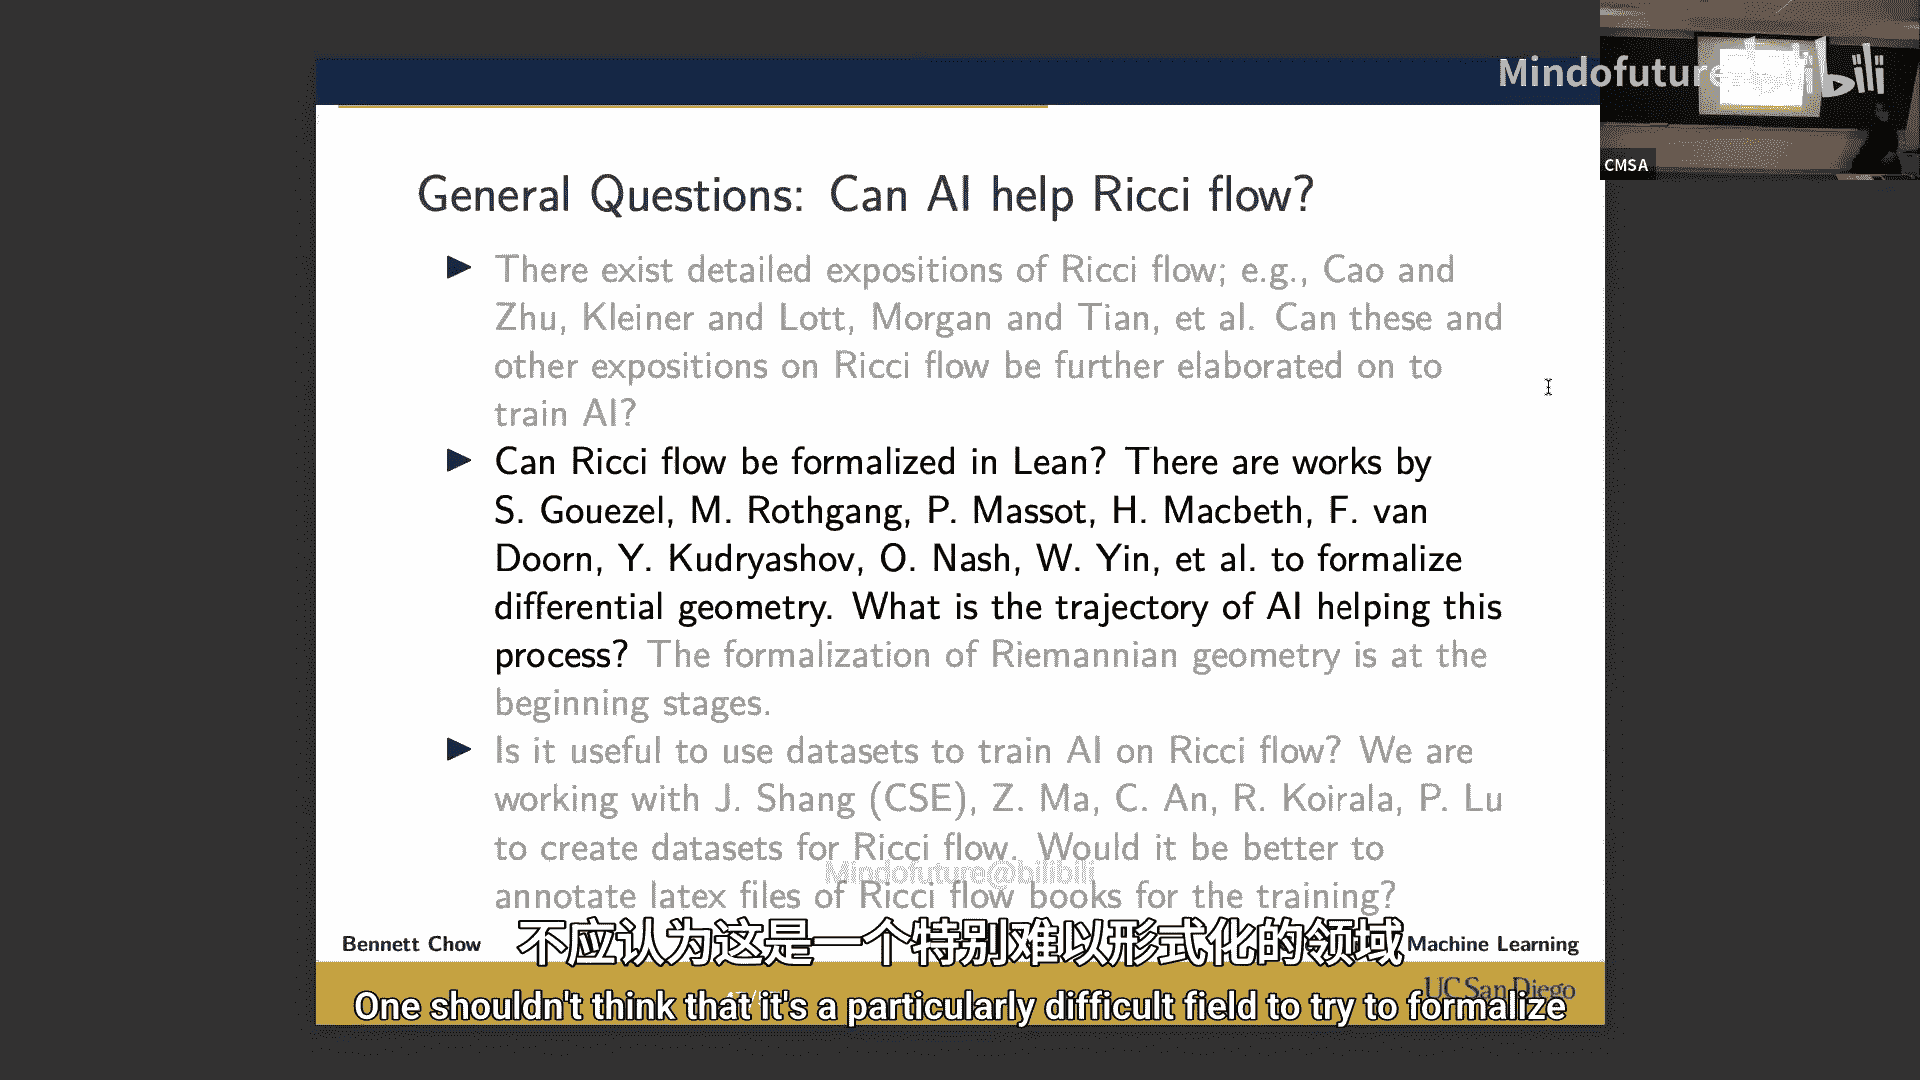 Mindofuture
bilibili
CMSA
General Questions: Can AI help Ricci flow?
► There exist detailed expositions of Ricci flow; e.g., Cao and
Zhu, Kleiner and Lott, Morgan and Tian, et al. Can these and
other expositions on Ricci flow be further elaborated on to
train AI?
► Can Ricci flow be formalized in Lean? There are works by
S. Gouezel, M. Rothgang, P. Massot, H. Macbeth, F. van
Doorn, Y. Kudryashov, O. Nash, W. Yin, et al. to formalize
differential geometry. What is the trajectory of AI helping this
process? The formalization of Riemannian geometry is at the
beginning stages.
► Is it useful to use datasets to train AI on Ricci flow? We are
working with J. Shang (CSE), Z. Ma, C. An, R. Koirala, P. Lu
to create datasets for Ricci flow. Would it be better to
Mindofuture@bilibili
annotate latex files of Ricci flow books for the training?
Bennett Chow
Machine Learning
不应认为这是一个特别难以形式化的领域
UC San Diego
One shouldn't think that it's a particularly difficult field to try to formalize